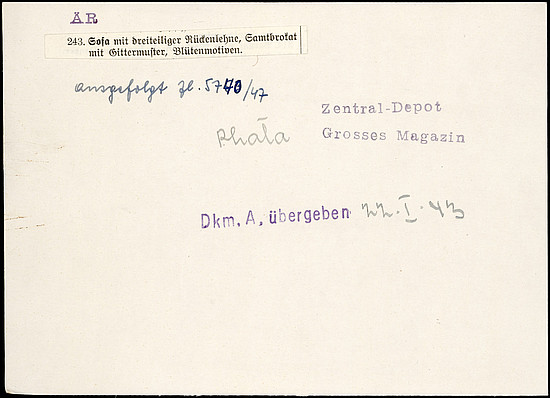 ÄR
243. Sofa mit dreiteiliger Rückenlehne, Samtbrokat
mit Gittermuster, Blütenmotiven.
ausgefolgt Zl. 5770/47
Zentral-Depot
Grosses Magazin
Dkm. A. übergeben 22. I. 43